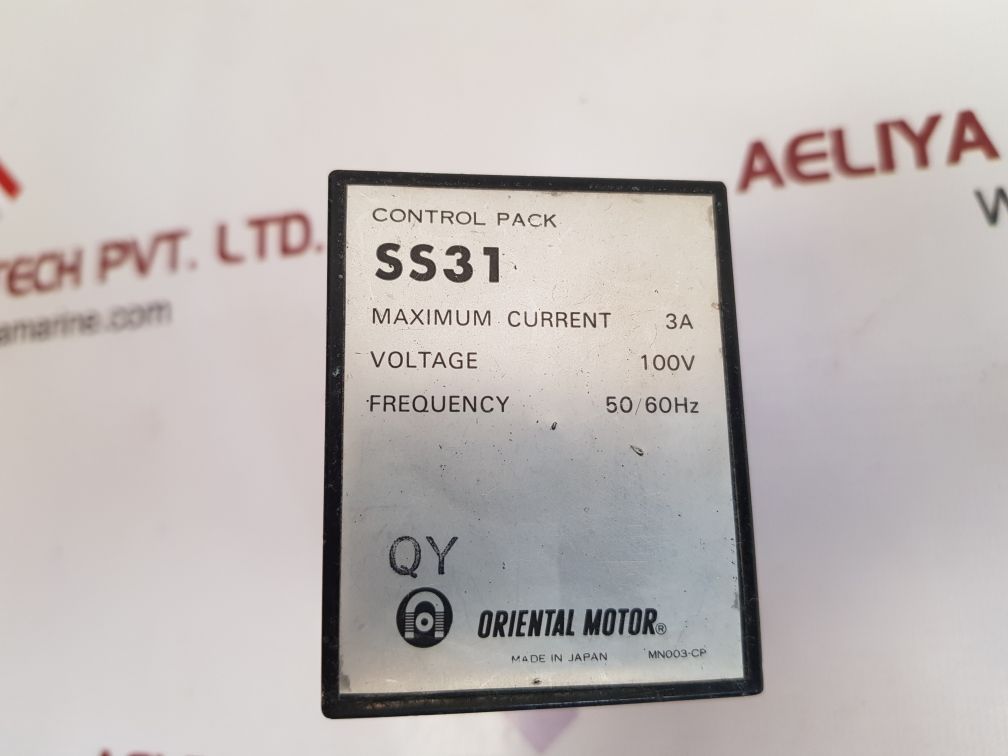 AELIYA
TECH PVT. LTD.
amarine.com
CONTROL PACK
SS31
MAXIMUM CURRENT 3A
VOLTAGE 100V
FREQUENCY 50/60Hz
QY
ORIENTAL MOTOR®
MADE IN JAPAN MN003-CP